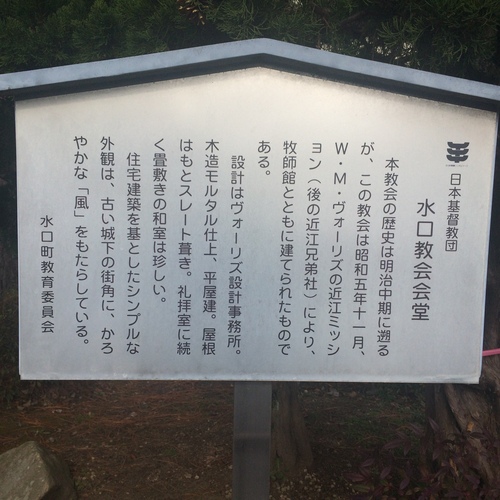 日本基督教団
水口教会会堂
本教会の歴史は明治中期に遡る
が、この教会は昭和五年十一月、
W・M・ヴォーリズの近江ミッシ
ョン（後の近江兄弟社）により、
牧師館とともに建てられたもので
ある。
設計はヴォーリズ設計事務所。
木造モルタル仕上、平屋建。屋根
はもとスレート葺き。礼拝室に続
く畳敷きの和室は珍しい。
住宅建築を基としたシンプルな
外観は、古い城下の街角に、かろ
やかな「風」をもたらしている。
水口町教育委員会